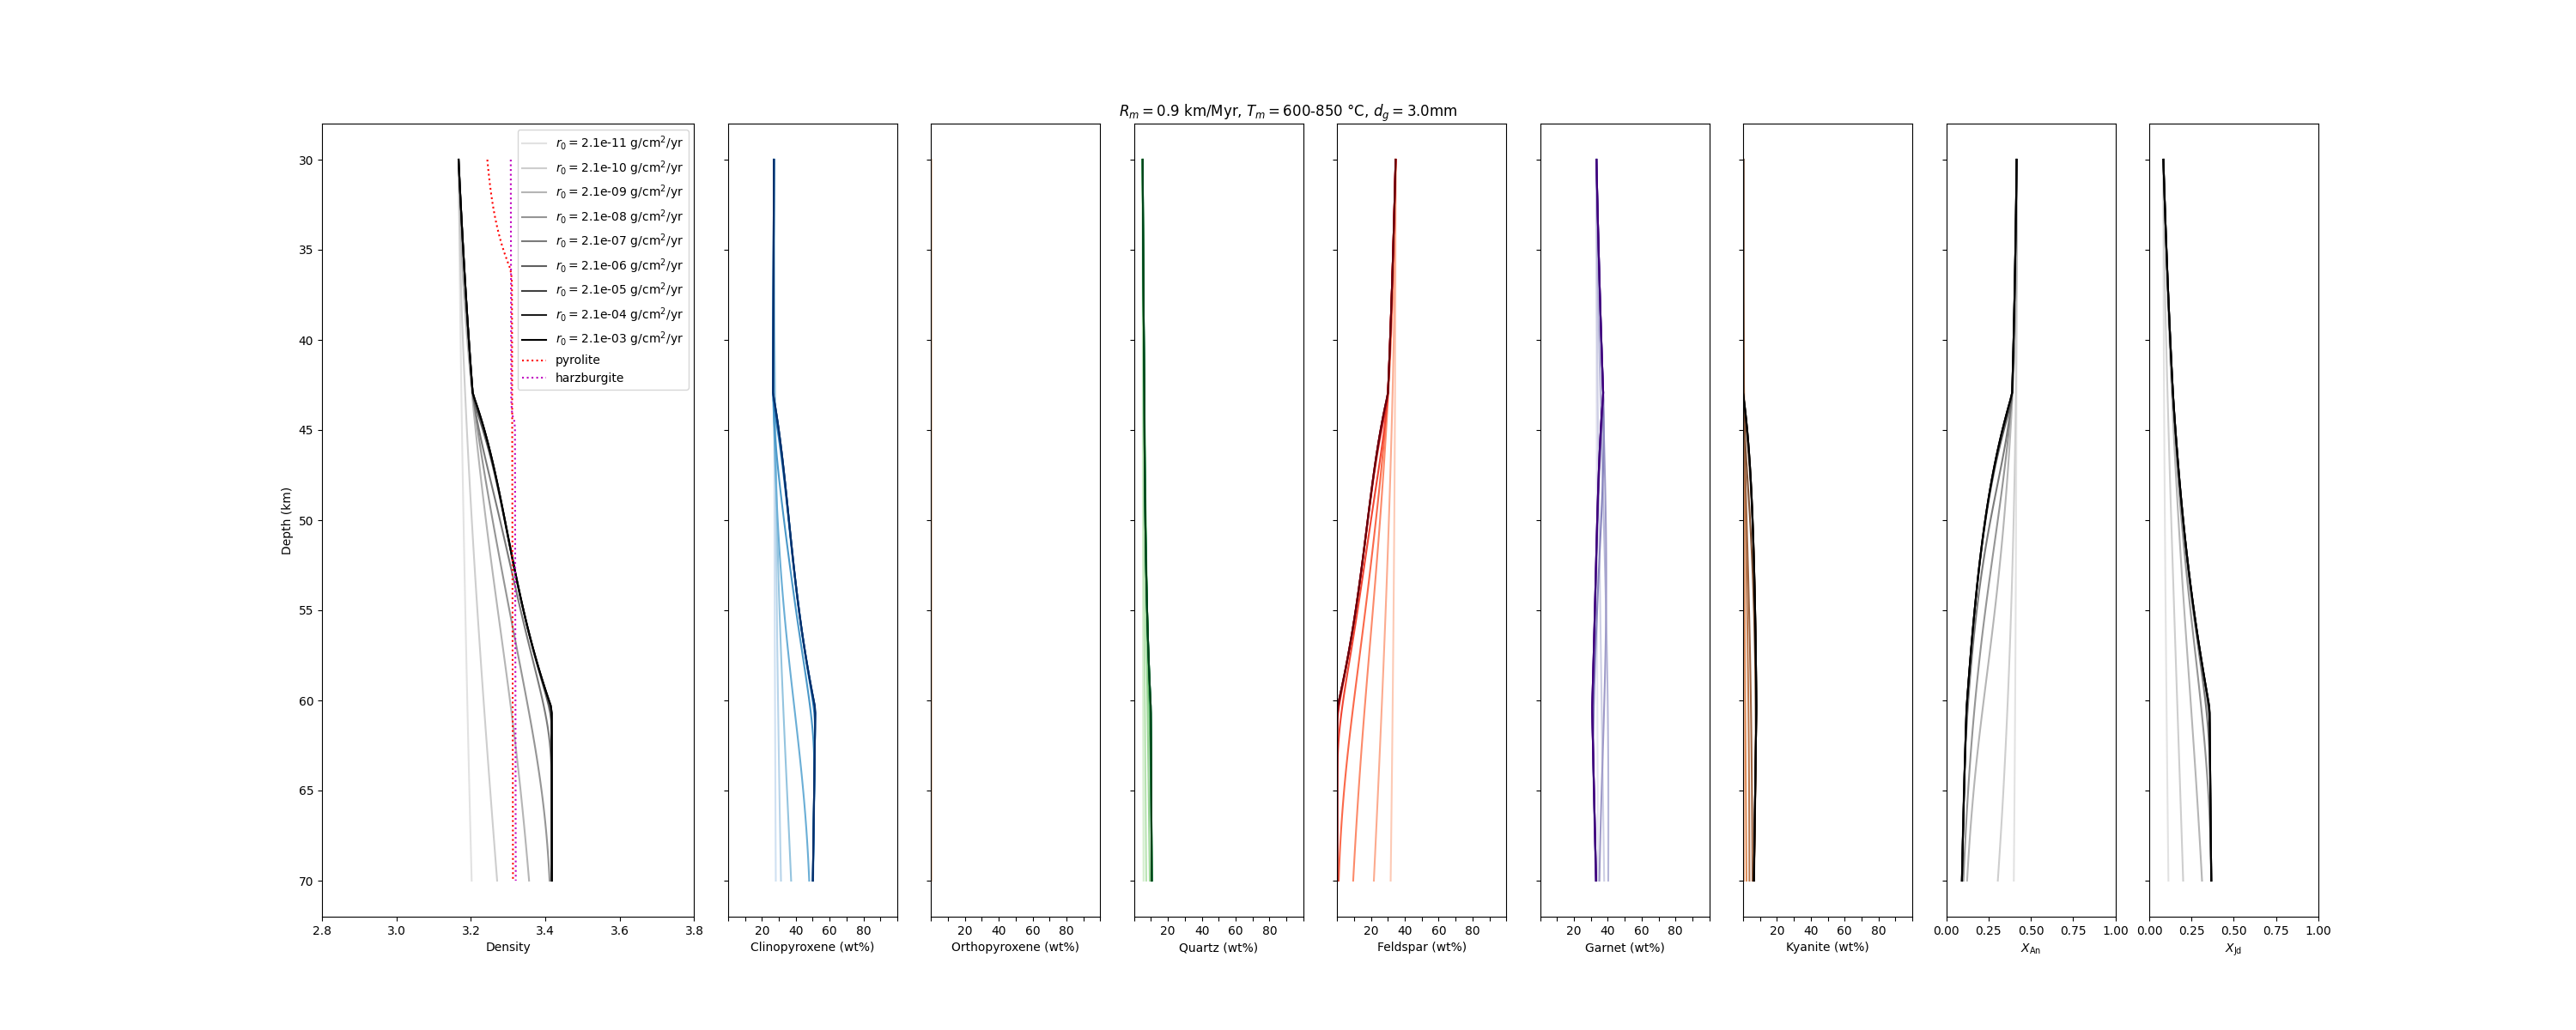 R_m = 0.9 km/Myr, T_m = 600-850 °C, d_g = 3.0mm
r_0 = 2.1e-11 g/cm²/yr
r_0 = 2.1e-10 g/cm²/yr
r_0 = 2.1e-09 g/cm²/yr
r_0 = 2.1e-08 g/cm²/yr
r_0 = 2.1e-07 g/cm²/yr
r_0 = 2.1e-06 g/cm²/yr
r_0 = 2.1e-05 g/cm²/yr
r_0 = 2.1e-04 g/cm²/yr
r_0 = 2.1e-03 g/cm²/yr
pyrolite
harzburgite
Depth (km)
30
35
40
45
50
55
60
65
70
2.8 3.0 3.2 3.4 3.6 3.8
Density
20 40 60 80
Clinopyroxene (wt%)
20 40 60 80
Orthopyroxene (wt%)
20 40 60 80
Quartz (wt%)
20 40 60 80
Feldspar (wt%)
20 40 60 80
Garnet (wt%)
20 40 60 80
Kyanite (wt%)
0.00 0.25 0.50 0.75 1.00
X_An
0.00 0.25 0.50 0.75 1.00
X_Jd